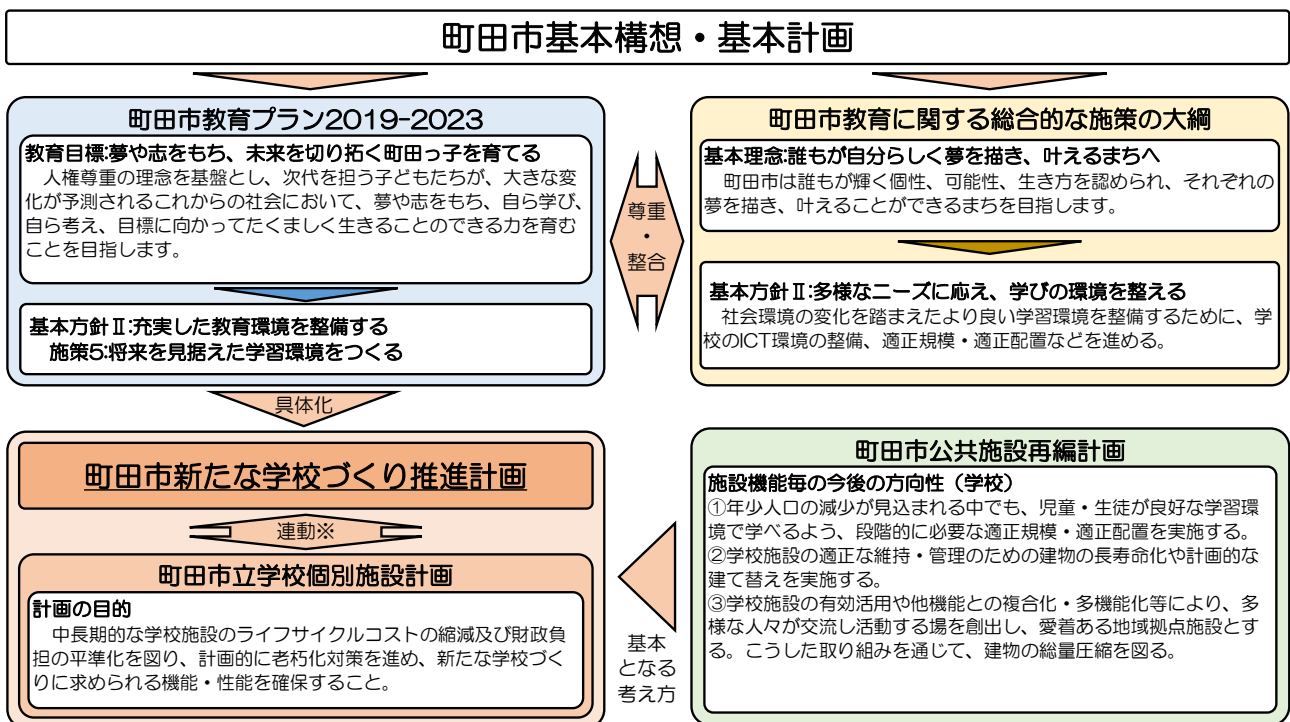 町田市基本構想・基本計画
町田市教育プラン2019-2023
教育目標:夢や志をもち、未来を切り拓く町田っ子を育てる
人権尊重の理念を基盤とし、次代を担う子どもたちが、大きな変
化が予測されるこれからの社会において、夢や志をもち、自ら学び、
自ら考え、目標に向かってたくましく生きることのできる力を育む
ことを目指します。
基本方針Ⅱ:充実した教育環境を整備する
施策5:将来を見据えた学習環境をつくる
尊重
・
整合
町田市教育に関する総合的な施策の大綱
基本理念:誰もが自分らしく夢を描き、叶えるまちへ
町田市は誰もが輝く個性、可能性、生き方を認められ、それぞれの
夢を描き、叶えることができるまちを目指します。
基本方針Ⅱ:多様なニーズに応え、学びの環境を整える
社会環境の変化を踏まえたより良い学習環境を整備するために、学
校のICT環境の整備、適正規模・適正配置などを進める。
具体化
町田市新たな学校づくり推進計画
連動※
町田市立学校個別施設計画
計画の目的
中長期的な学校施設のライフサイクルコストの縮減及び財政負
担の平準化を図り、計画的に老朽化対策を進め、新たな学校づく
りに求められる機能・性能を確保すること。
基本
となる
考え方
町田市公共施設再編計画
施設機能毎の今後の方向性（学校）
①年少人口の減少が見込まれる中でも、児童・生徒が良好な学習環
境で学べるよう、段階的に必要な適正規模・適正配置を実施する。
②学校施設の適正な維持・管理のための建物の長寿命化や計画的な
建て替えを実施する。
③学校施設の有効活用や他機能との複合化・多機能化等により、多
様な人々が交流し活動する場を創出し、愛着ある地域拠点施設とす
る。こうした取り組みを通じて、建物の総量圧縮を図る。